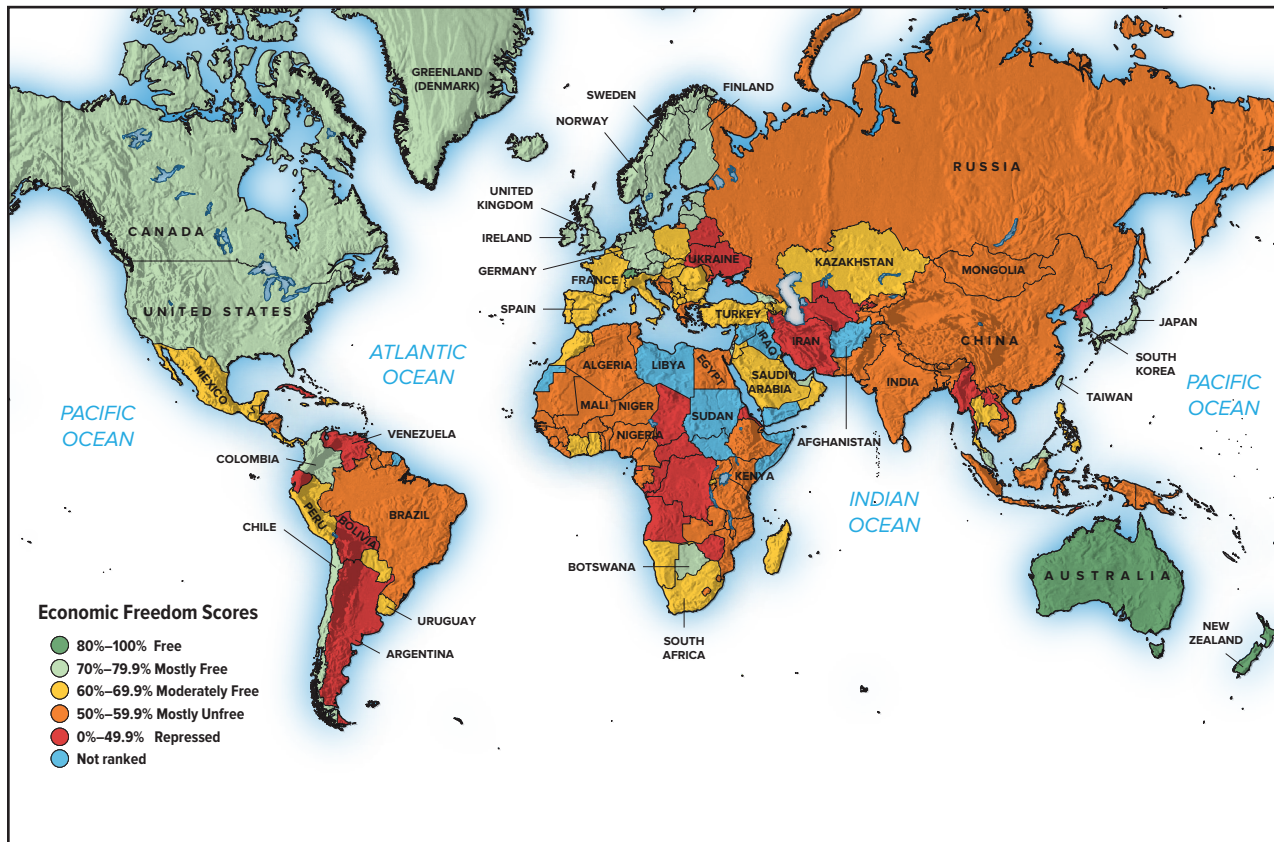 GREENLAND
(DENMARK)
SWEDEN
FINLAND
NORWAY
RUSSIA
UNITED
KINGDOM
CANADA
IRELAND
UKRAINE
KAZAKHSTAN
GERMANY
MONGOLIA
FRANCE
UNITED STATES
SPAIN
TURKEY
JAPAN
IRAQ
IRAN
CHINA
SOUTH
KOREA
ATLANTIC
OCEAN
ALGERIA
LIBYA
EGYPT
SAUDI
ARABIA
INDIA
PACIFIC
OCEAN
MEXICO
TAIWAN
PACIFIC
OCEAN
MALI
NIGER
SUDAN
VENEZUELA
NIGERIA
AFGHANISTAN
COLOMBIA
KENYA
INDIAN
OCEAN
PERU
BRAZIL
BOLIVIA
CHILE
BOTSWANA
AUSTRALIA
Economic Freedom Scores
URUGUAY
NEW
ZEALAND
SOUTH
AFRICA
ARGENTINA
80%–100% Free
70%–79.9% Mostly Free
60%–69.9% Moderately Free
50%–59.9% Mostly Unfree
0%–49.9% Repressed
Not ranked